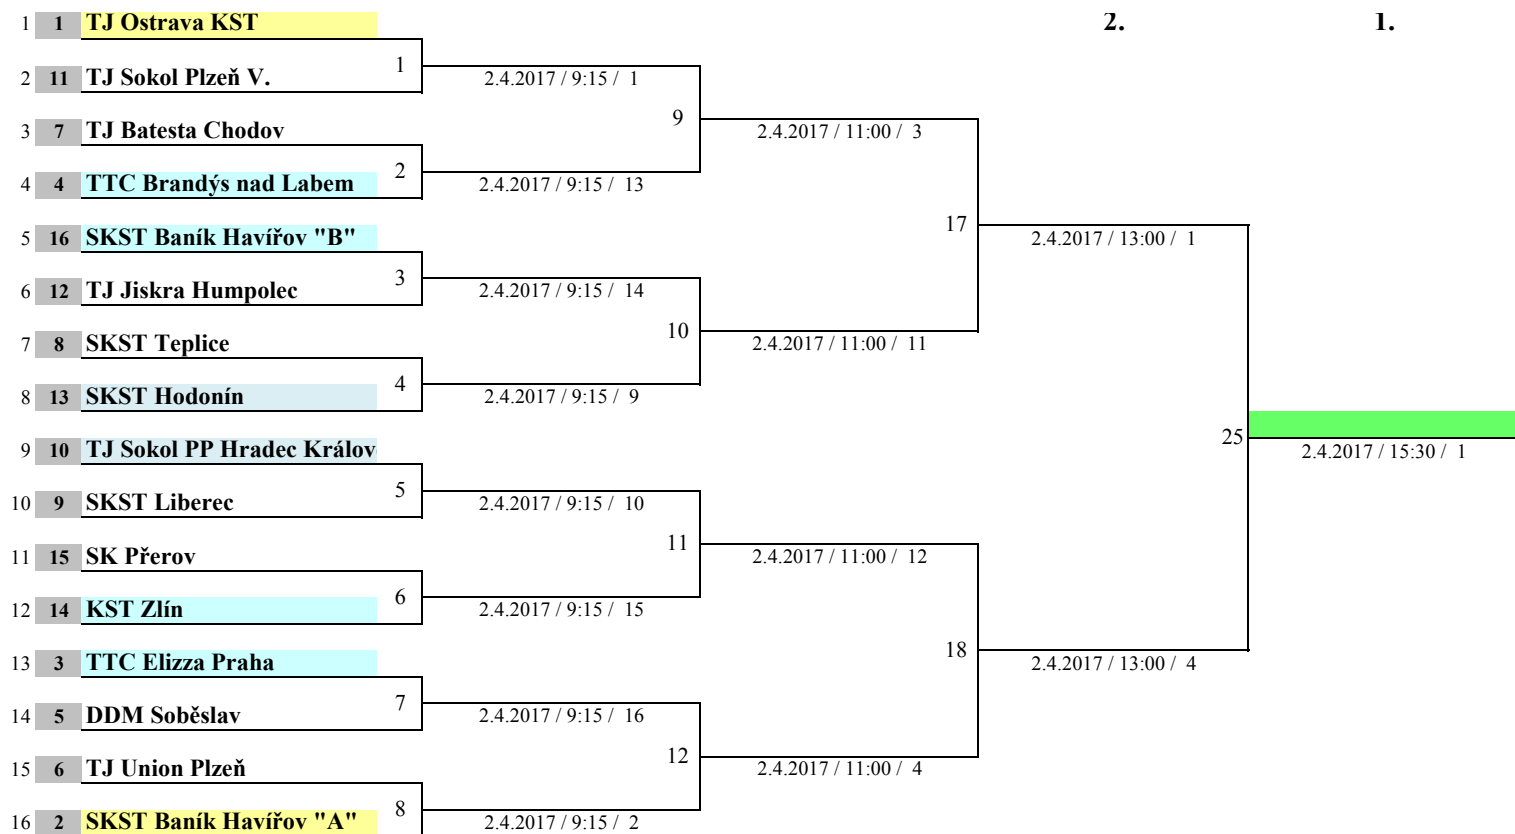 1 1 TJ Ostrava KST 2. 1.
1
2 11 TJ Sokol Plzeň V. 2.4.2017 / 9:15 / 1
9
3 7 TJ Batesta Chodov 2.4.2017 / 11:00 / 3
2
4 4 TTC Brandýs nad Labem 2.4.2017 / 9:15 / 13
17
5 16 SKST Baník Havířov "B" 2.4.2017 / 13:00 / 1
3
6 12 TJ Jiskra Humpolec 2.4.2017 / 9:15 / 14
10
7 8 SKST Teplice 2.4.2017 / 11:00 / 11
4
8 13 SKST Hodonín 2.4.2017 / 9:15 / 9
25
9 10 TJ Sokol PP Hradec Králov 2.4.2017 / 15:30 / 1
5
10 9 SKST Liberec 2.4.2017 / 9:15 / 10
11
11 15 SK Přerov 2.4.2017 / 11:00 / 12
6
12 14 KST Zlín 2.4.2017 / 9:15 / 15
18
13 3 TTC Elizza Praha 2.4.2017 / 13:00 / 4
7
14 5 DDM Soběslav 2.4.2017 / 9:15 / 16
12
15 6 TJ Union Plzeň 2.4.2017 / 11:00 / 4
8
16 2 SKST Baník Havířov "A" 2.4.2017 / 9:15 / 2